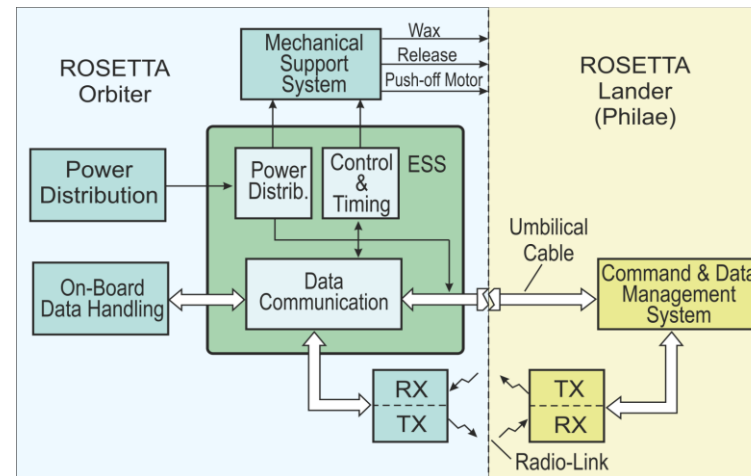 ROSETTA
Orbiter
Mechanical
Support
System
Wax
Release
Push-off Motor
ROSETTA
Lander
(Philae)
Power
Distribution
Power
Distrib.
Control
&
Timing
ESS
Umbilical
Cable
On-Board
Data Handling
Data
Communication
Command & Data
Management
System
RX
TX
TX
RX
Radio-Link